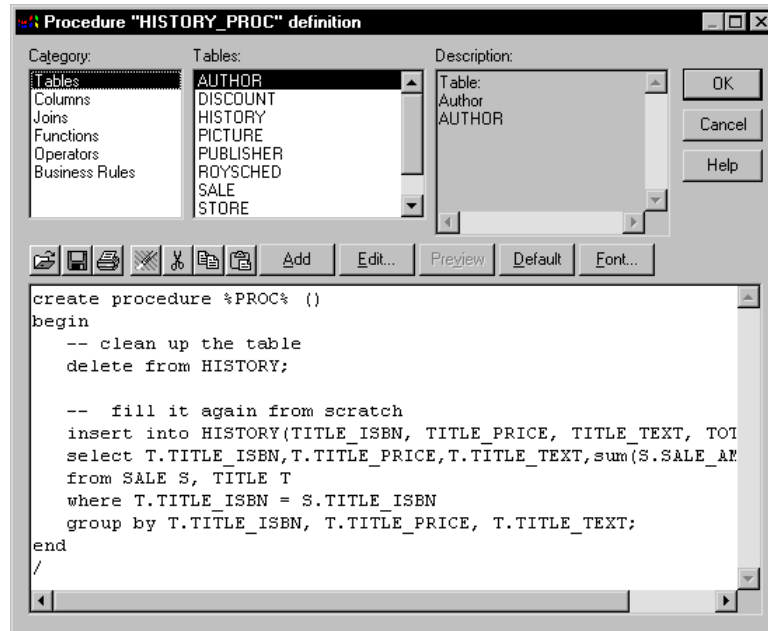 Procedure "HISTORY_PROC" definition
Category:
Tables
Columns
Joins
Functions
Operators
Business Rules
Tables:
AUTHOR
DISCOUNT
HISTORY
PICTURE
PUBLISHER
ROYSCHED
SALE
STORE
Description:
Table:
Author
AUTHOR
OK
Cancel
Help
Add
Edit...
Preview
Default
Font...
create procedure %PROC% ()
begin
-- clean up the table
delete from HISTORY;
-- fill it again from scratch
insert into HISTORY(TITLE_ISBN, TITLE_PRICE, TITLE_TEXT, TOT
select T.TITLE_ISBN,T.TITLE_PRICE,T.TITLE_TEXT,sum(S.SALE_AM
from SALE S, TITLE T
where T.TITLE_ISBN = S.TITLE_ISBN
group by T.TITLE_ISBN, T.TITLE_PRICE, T.TITLE_TEXT;
end
/